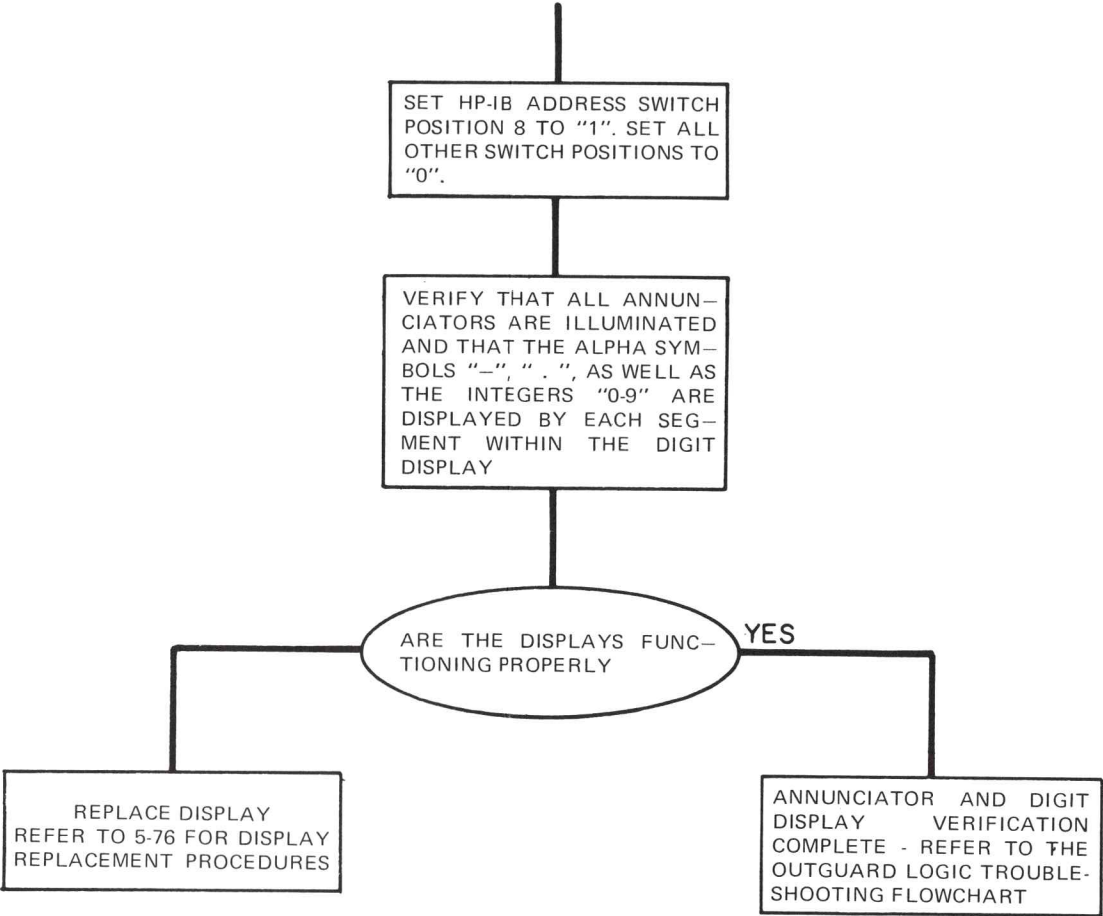 SET HP-IB ADDRESS SWITCH
POSITION 8 TO "1". SET ALL
OTHER SWITCH POSITIONS TO
"0".
VERIFY THAT ALL ANNUN—
CIATORS ARE ILLUMINATED
AND THAT THE ALPHA SYM—
BOLS "—", " . ", AS WELL AS
THE INTEGERS "0-9" ARE
DISPLAYED BY EACH SEG—
MENT WITHIN THE DIGIT
DISPLAY
ARE THE DISPLAYS FUNC—
TIONING PROPERLY
YES
REPLACE DISPLAY
REFER TO 5-76 FOR DISPLAY
REPLACEMENT PROCEDURES
ANNUNCIATOR AND DIGIT
DISPLAY VERIFICATION
COMPLETE - REFER TO THE
OUTGUARD LOGIC TROUBLE-
SHOOTING FLOWCHART